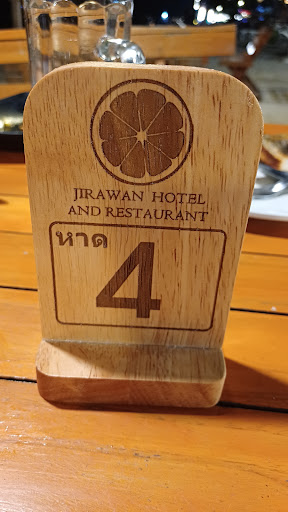 JIRAWAN HOTEL
AND RESTAURANT
หาด
4